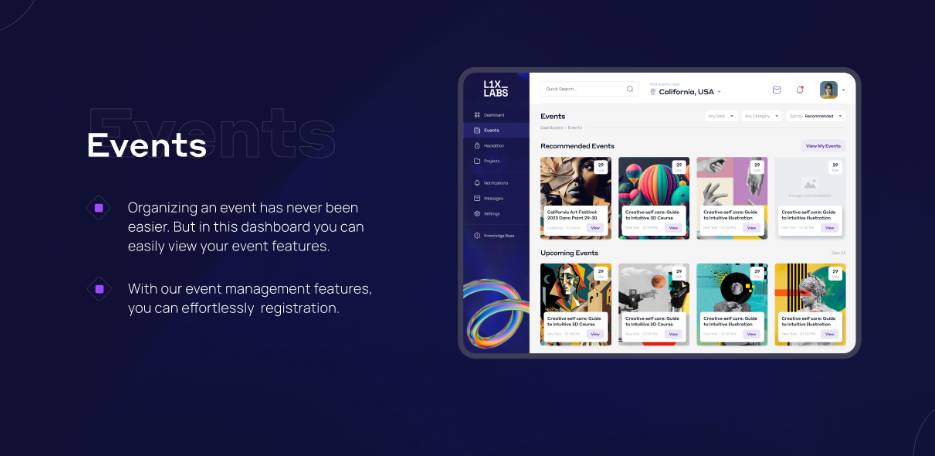 Events
Events
Organizing an event has never been
easier. But in this dashboard you can
easily view your event features.
With our event management features,
you can effortlessly  registration.
L1X_
LABS
Dashboard
Events
Hackathon
Projects
Notifications
Messages
Settings
Knowledge Base
Quick Search...
California, USA
Events
Dashboard > Events
Any Date
Any Category
Sort by: Recommended
Recommended Events
View My Events
29
29
29
29
California Art Festival
2023 Dana Point 29-30
View
Creative self care: Guide
to intuitive 3D Course
View
Creative self care: Guide
to intuitive illustration
View
Creative self care: Guide
to intuitive illustration
View
Upcoming Events
See All
29
29
29
29
Creative self care: Guide
to intuitive 3D Course
View
Creative self care: Guide
to intuitive 3D Course
View
Creative self care: Guide
to intuitive illustration
View
Creative self care: Guide
to intuitive illustration
View